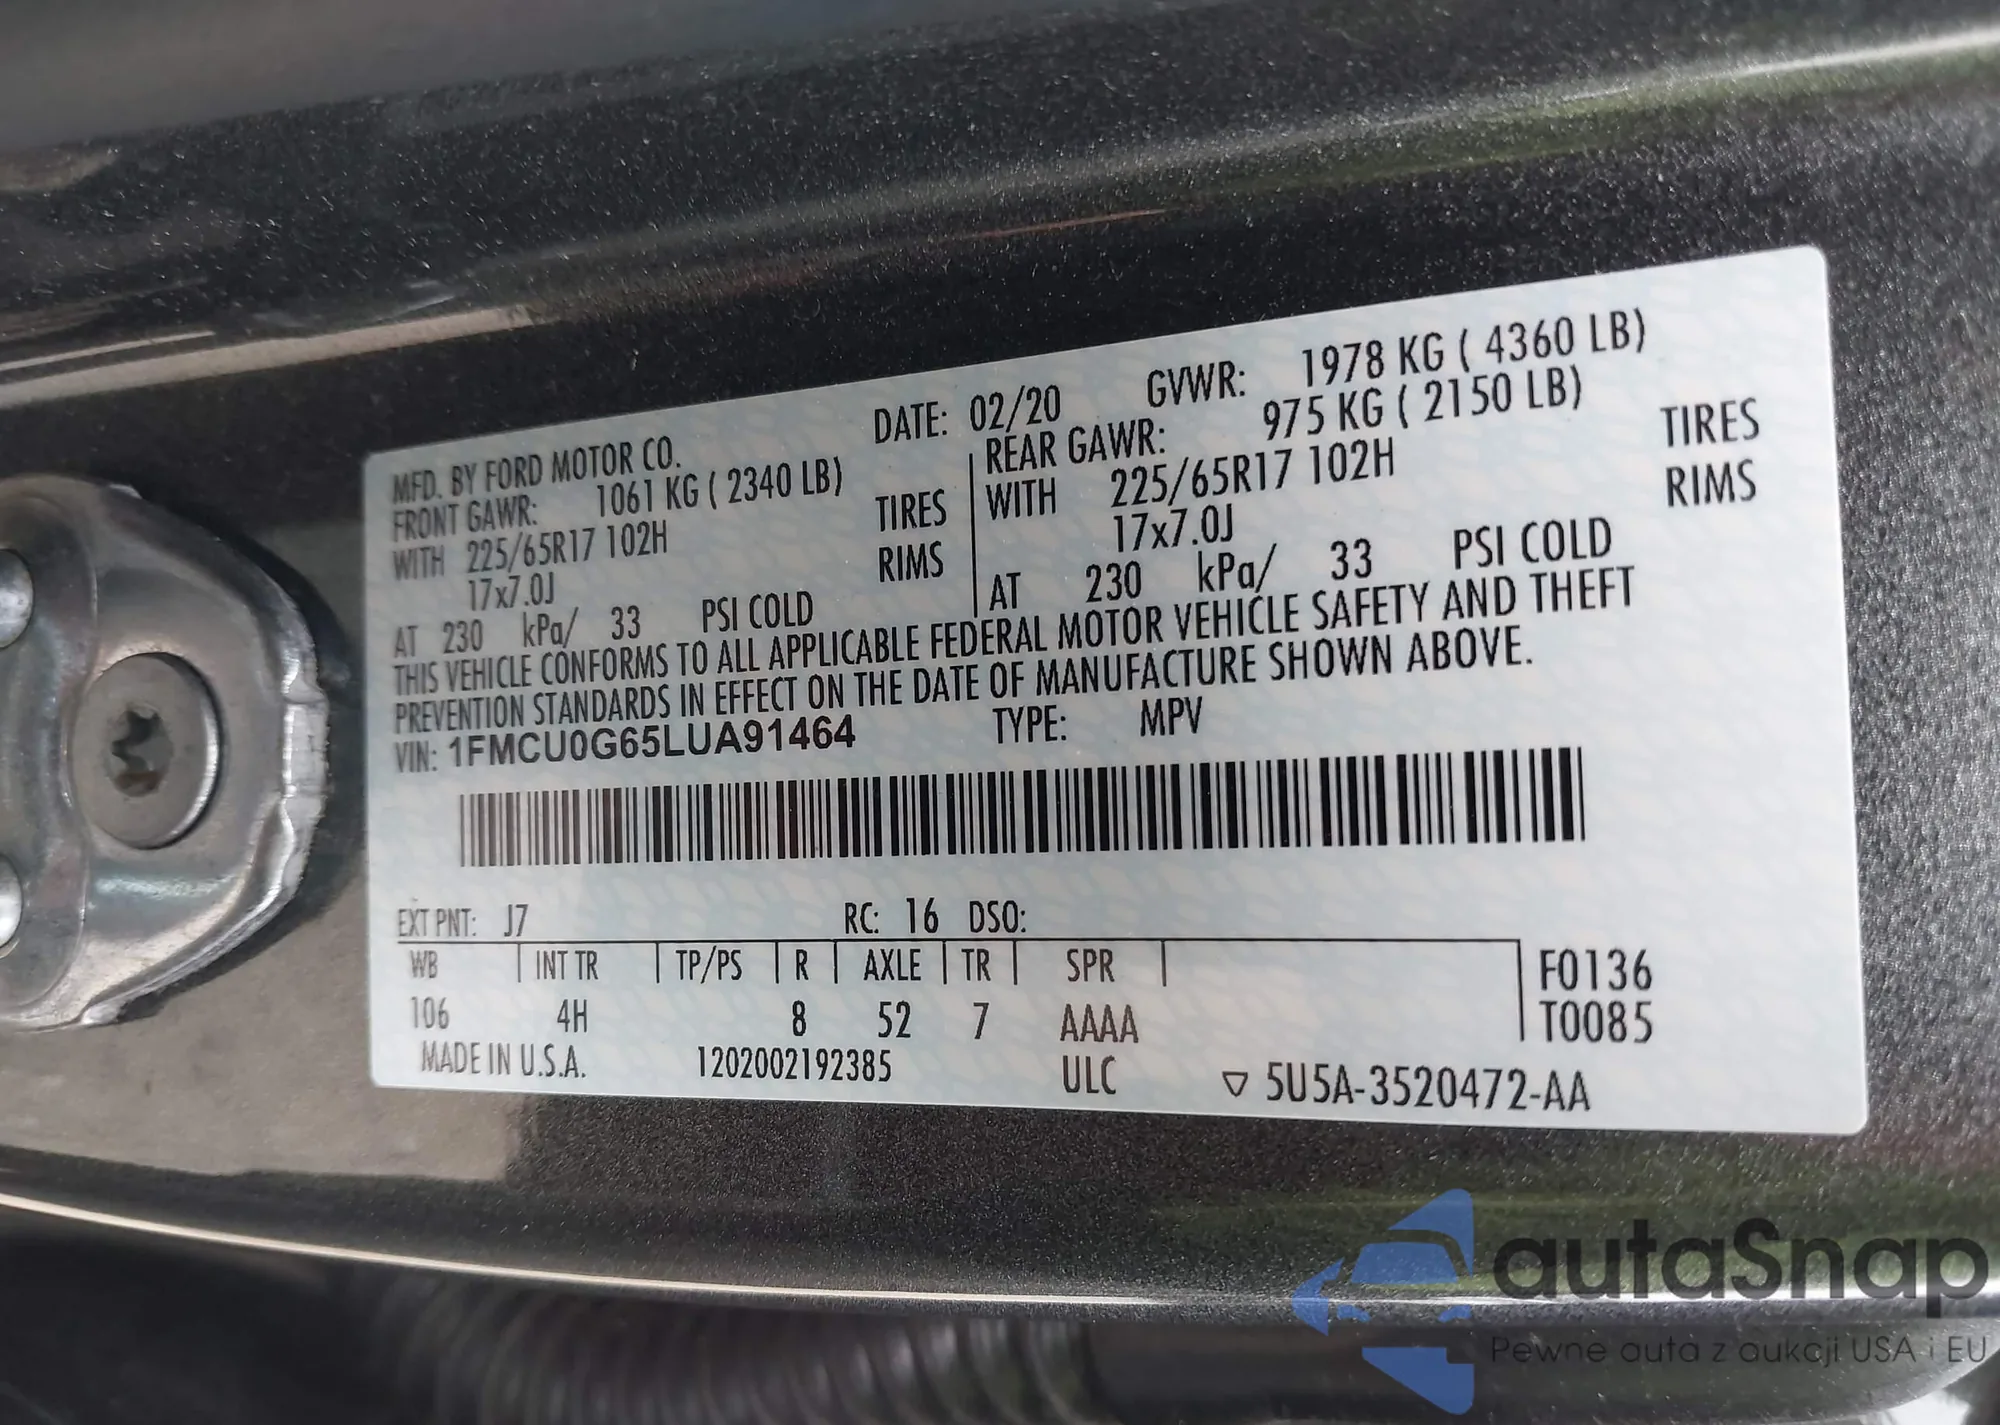 MFD. BY FORD MOTOR CO. DATE: 02/20 GVWR: 1978 KG ( 4360 LB)
FRONT GAWR: 1061 KG ( 2340 LB) REAR GAWR: 975 KG ( 2150 LB)
WITH 225/65R17 102H TIRES WITH 225/65R17 102H TIRES
17x7.0J RIMS 17x7.0J RIMS
AT 230 kPa/ 33 PSI COLD AT 230 kPa/ 33 PSI COLD
THIS VEHICLE CONFORMS TO ALL APPLICABLE FEDERAL MOTOR VEHICLE SAFETY AND THEFT
PREVENTION STANDARDS IN EFFECT ON THE DATE OF MANUFACTURE SHOWN ABOVE.
VIN: 1FMCU0G65LUA91464 TYPE: MPV
EXT PNT: J7 RC: 16 DSO:
WB INT TR TP/PS R AXLE TR SPR F0136
106 4H 8 52 7 AAAA T0085
MADE IN U.S.A. 1202002192385 ULC ▽ 5U5A-3520472-AA
autaSnap
Pewne auta z aukcji USA i EU